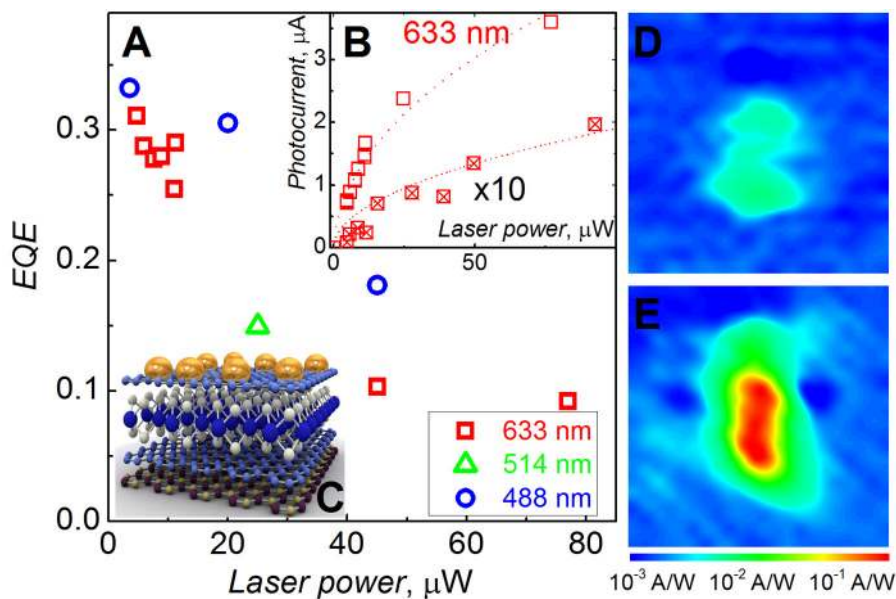 A
B
633 nm
Photocurrent, μA
4
2
0
x10
Laser power, μW
0
50
EQE
0.3
0.2
0.1
0.0
C
633 nm
514 nm
488 nm
0
20
40
60
80
Laser power, μW
D
E
10⁻³ A/W 10⁻² A/W 10⁻¹ A/W